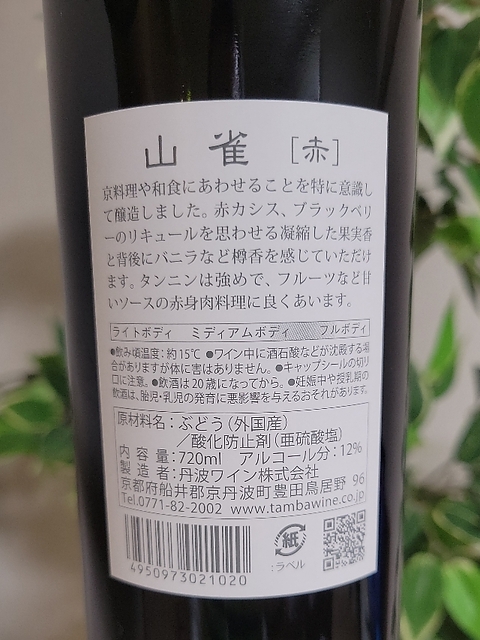 山雀 [赤]
京料理や和食にあわせることを特に意識し
て醸造しました。赤カシス、ブラックベリ
ーのリキュールを思わせる凝縮した果実香
と背後にバニラなど樽香を感じていただけ
ます。タンニンは強めで、フルーツなど甘
いソースの赤身肉料理に良くあいます。
ライトボディ ミディアムボディ フルボディ
●飲み頃温度：約15℃ ●ワイン中に酒石酸などが沈殿する場
合がありますが体に害はありません。●キャップシールの切り
口に注意。●飲酒は20歳になってから。●妊娠中や授乳期の
飲酒は、胎児・乳児の発育に悪影響を与えるおそれがあります。
原材料名：ぶどう（外国産）
／酸化防止剤（亜硫酸塩）
内容量：720ml アルコール分：12%
製造者：丹波ワイン株式会社
京都府船井郡京丹波町豊田鳥居野 96
Tel.0771-82-2002 www.tambawine.co.jp
紙
:ラベル
4950973021020